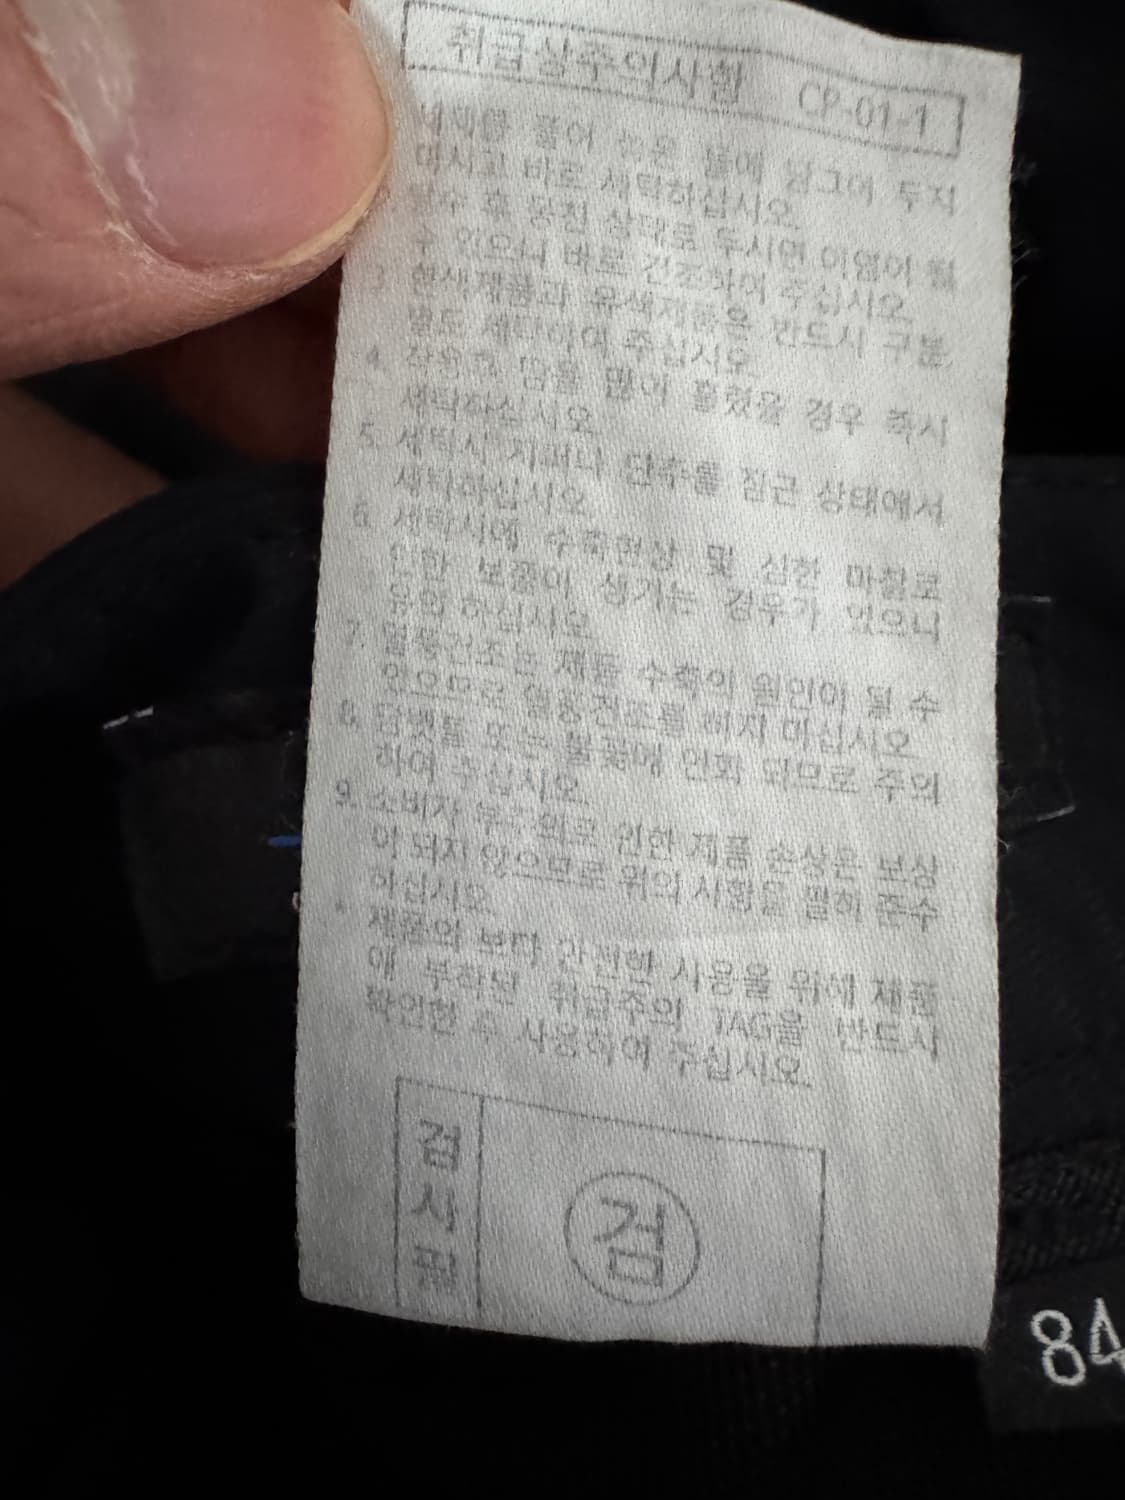 취급상주의사항 CP-01-1
세제를 풀어 놓은 물에 담그어 두지
마시고 바로 세탁하십시오
탈수 후 방치 상태로 두시면 이염이 될
수 있으니 바로 건조하여 주십시오
3. 흰색제품과 유색제품을 반드시 구분
별도 세탁하여 주십시오
4. 착용후 땀을 많이 흘렸을 경우 즉시
세탁하십시오
5. 세탁시 지퍼나 단추를 잠근 상태에서
세탁하십시오
6. 세탁시에 수축현상 및 심한 마찰로
인한 보풀이 생기는 경우가 있으니
유의 하십시오
7. 열풍건조는 제품 수축의 원인이 될 수
있으므로 열풍건조를 하지 마십시오
8. 담뱃불 또는 불꽃에 인화 되므로 주의
하여 주십시오
9. 소비자 부주의로 인한 제품 손상은 보상
이 되지 않으므로 위의 사항을 필히 준수
하십시오
* 제품의 보다 안전한 사용을 위해 제품
에 부착된 취급주의 TAG을 반드시
확인한 후 사용하여 주십시오
검사필
검
84